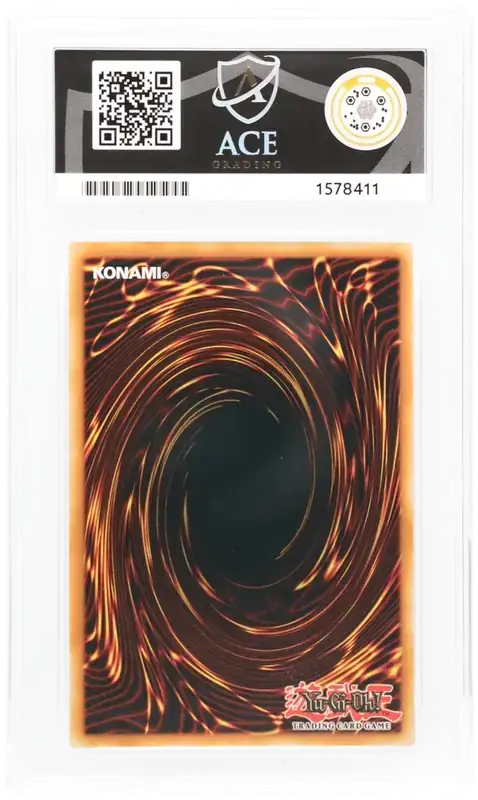 ACE
GRADING
1578411
KONAMI®
Yu-Gi-Oh!
TRADING CARD GAME